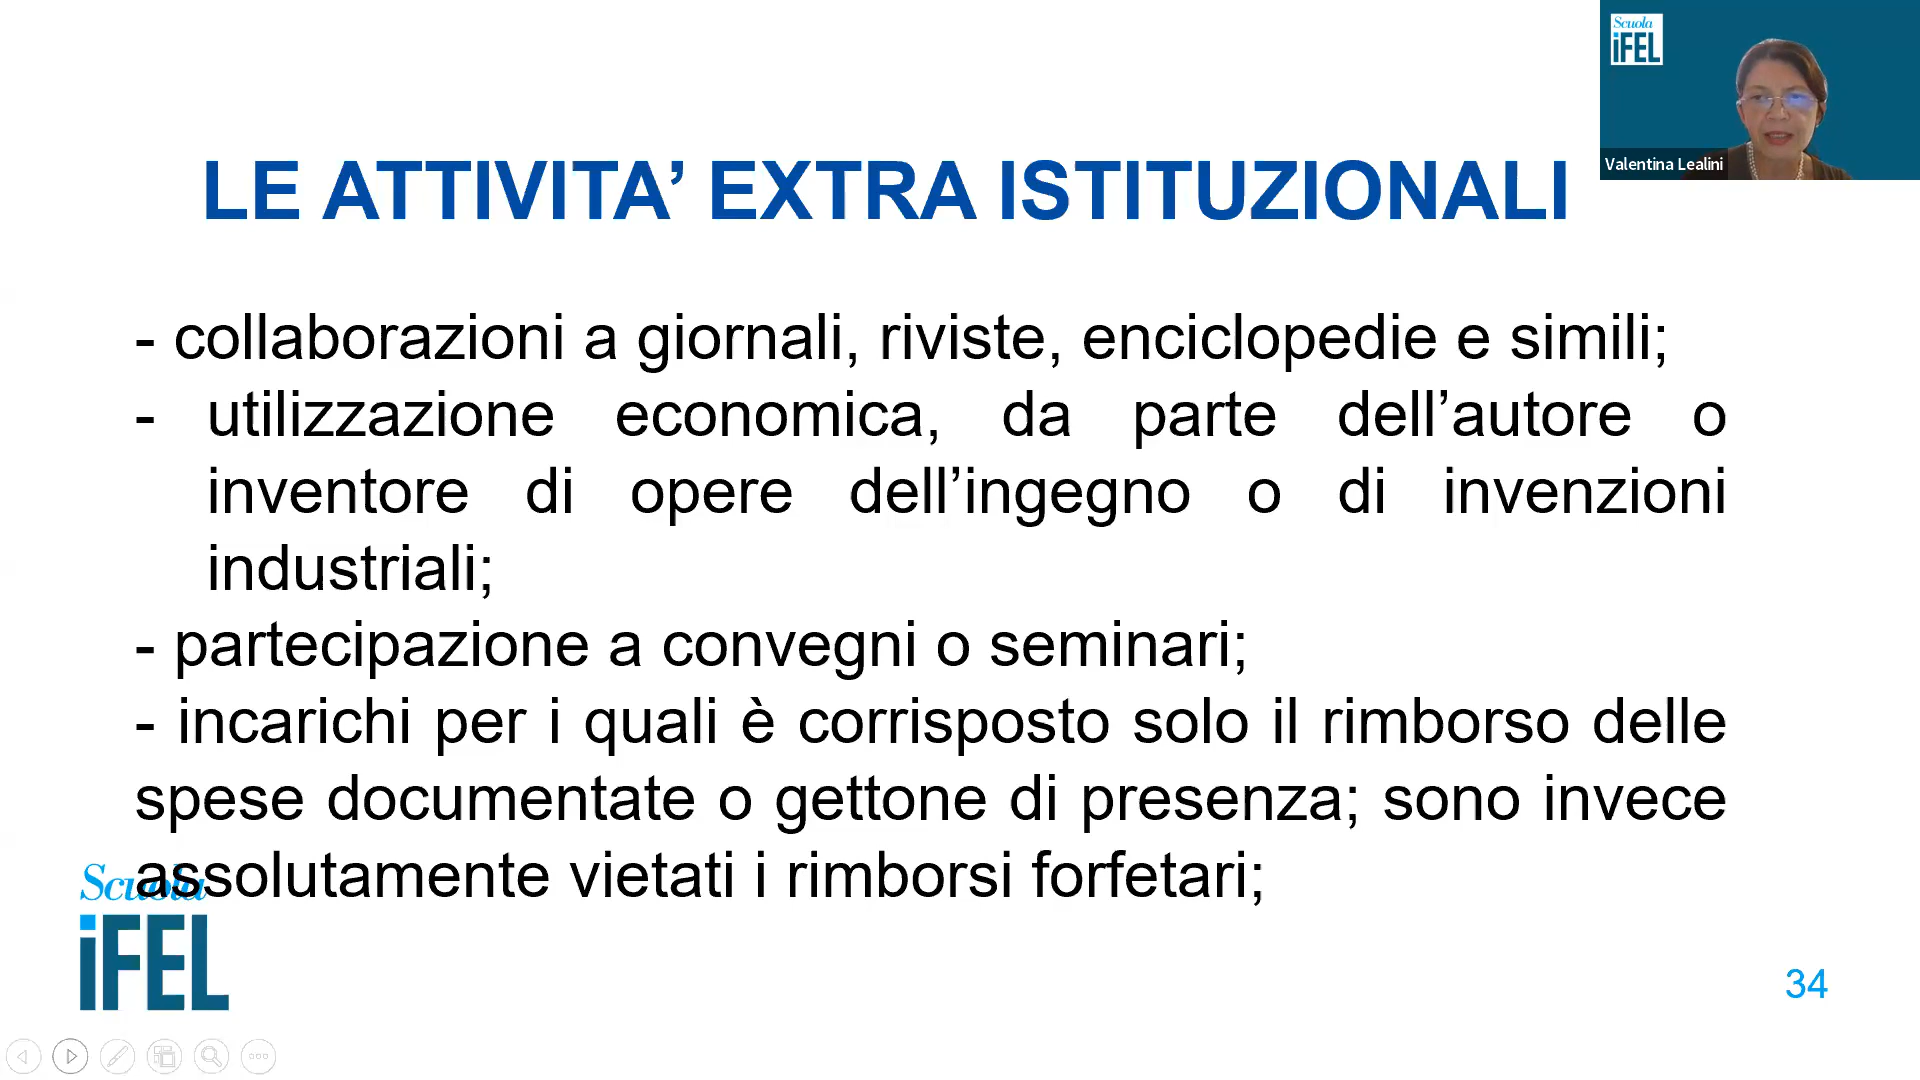 Scuola
iFEL
Valentina Lealini
LE ATTIVITA’ EXTRA ISTITUZIONALI
- collaborazioni a giornali, riviste, enciclopedie e simili;
- utilizzazione economica, da parte dell’autore o
inventore di opere dell’ingegno o di invenzioni
industriali;
- partecipazione a convegni o seminari;
- incarichi per i quali è corrisposto solo il rimborso delle
spese documentate o gettone di presenza; sono invece
assolutamente vietati i rimborsi forfetari;
Scuola
iFEL
34